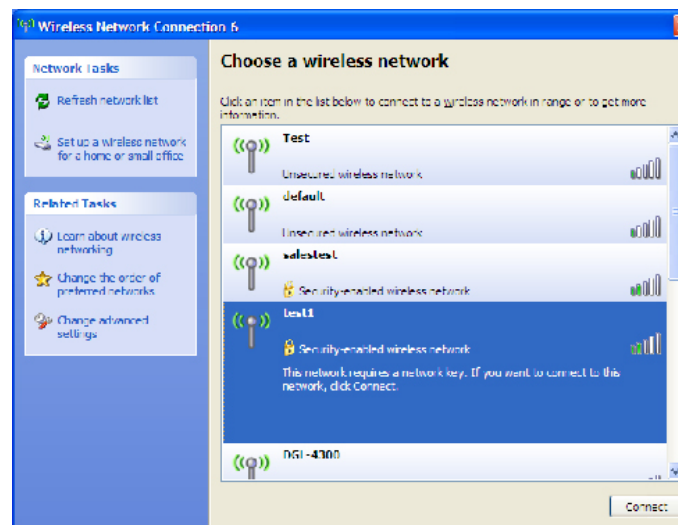 Wireless Network Connection 6
Network Tasks
Refresh network list
Set up a wireless network
for a home or small office
Related Tasks
Learn about wireless
networking
Change the order of
preferred networks
Change advanced
settings
Choose a wireless network
Click an item in the list below to connect to a wireless network in range or to get more
information.
Test
Unsecured wireless network
default
Unsecured wireless network
salestest
Security-enabled wireless network
test1
Security-enabled wireless network
This network requires a network key. If you want to connect to this
network, click Connect.
DGL-4300
Connect